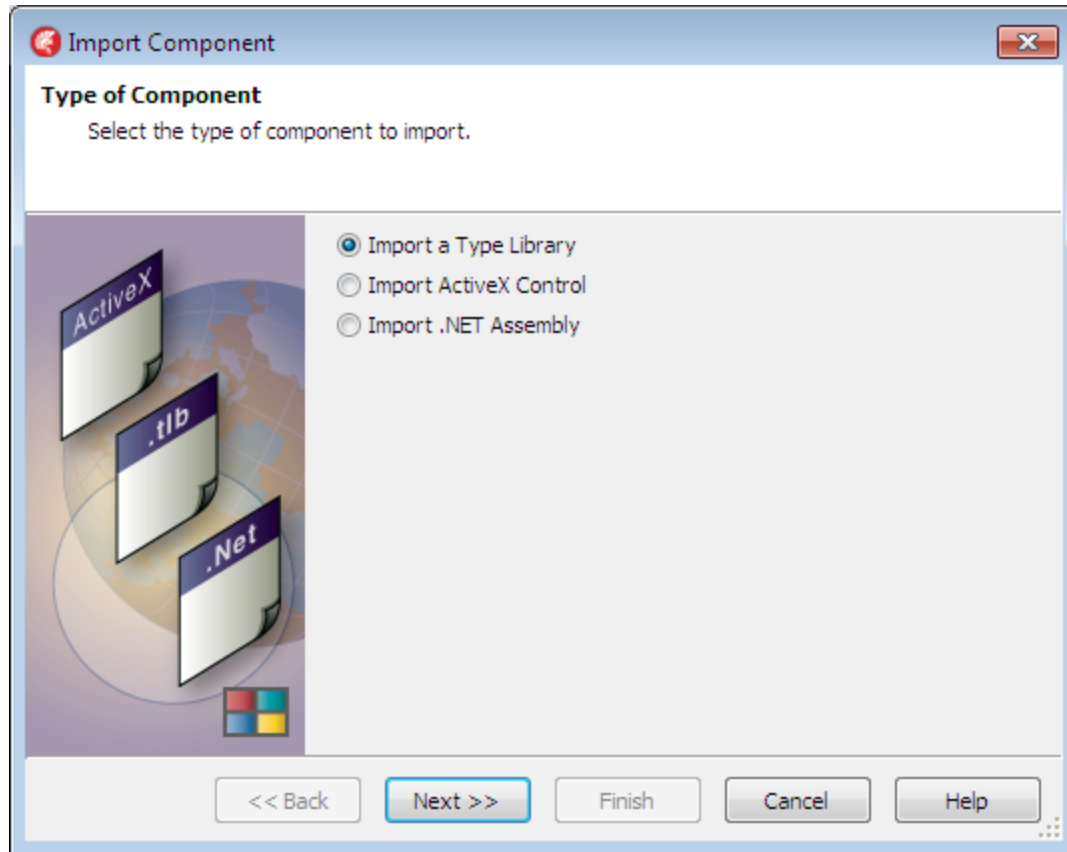 Import Component
Type of Component
Select the type of component to import.
Import a Type Library
Import ActiveX Control
Import .NET Assembly
ActiveX
.tlb
.Net
<< Back
Next >>
Finish
Cancel
Help